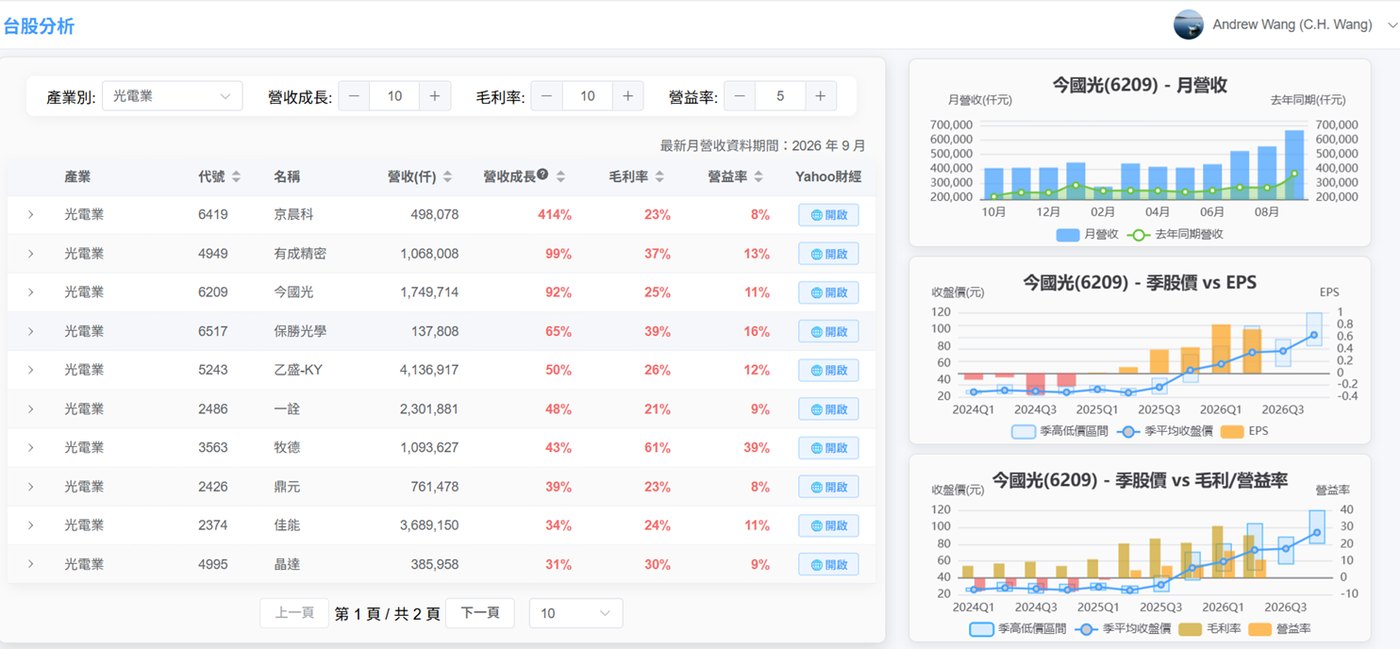 台股分析
Andrew Wang (C.H. Wang)
產業別: 光電業 營收成長: − 10 + 毛利率: − 10 + 營益率: − 5 +
最新月營收資料期間：2026 年 9 月
產業 代號 名稱 營收(仟) 營收成長? 毛利率 營益率 Yahoo財經
光電業 6419 京晨科 498,078 414% 23% 8% 開啟
光電業 4949 有成精密 1,068,008 99% 37% 13% 開啟
光電業 6209 今國光 1,749,714 92% 25% 11% 開啟
光電業 6517 保勝光學 137,808 65% 39% 16% 開啟
光電業 5243 乙盛-KY 4,136,917 50% 26% 12% 開啟
光電業 2486 一詮 2,301,881 48% 21% 9% 開啟
光電業 3563 牧德 1,093,627 43% 61% 39% 開啟
光電業 2426 鼎元 761,478 39% 23% 8% 開啟
光電業 2374 佳能 3,689,150 34% 24% 11% 開啟
光電業 4995 晶達 385,958 31% 30% 9% 開啟
上一頁 第 1 頁 / 共 2 頁 下一頁 10
今國光(6209) - 月營收
月營收(仟元) 去年同期(仟元)
700,000 700,000
600,000 600,000
500,000 500,000
400,000 400,000
300,000 300,000
200,000 200,000
10月 12月 02月 04月 06月 08月
月營收 去年同期營收
今國光(6209) - 季股價 vs EPS
收盤價(元) EPS
120 1
100 0.8
80 0.6
60 0.4
40 0.2
20 0
-0.2
-0.4
2024Q1 2024Q3 2025Q1 2025Q3 2026Q1 2026Q3
季高低價區間 季平均收盤價 EPS
今國光(6209) - 季股價 vs 毛利/營益率
收盤價(元) 營益率
120 40
100 30
80 20
60 10
40 0
20 -10
2024Q1 2024Q3 2025Q1 2025Q3 2026Q1 2026Q3
季高低價區間 季平均收盤價 毛利率 營益率